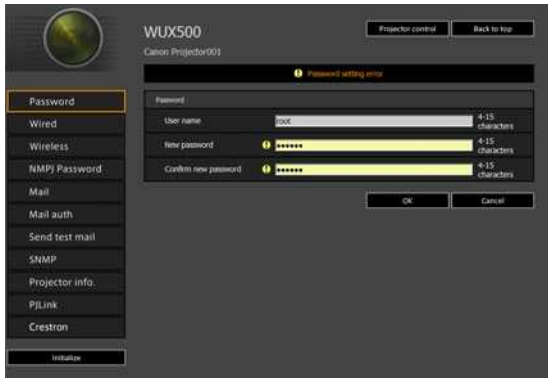 WUX500
Projector control
Back to top
Canon Projector001
Password setting error
Password
Wired
Wireless
NMPJ Password
Mail
Mail auth
Send test mail
SNMP
Projector info.
PJLink
Crestron
Initialize
Password
User name
root
4-15
characters
New password
••••••
4-15
characters
Confirm new password
••••••
4-15
characters
OK
Cancel